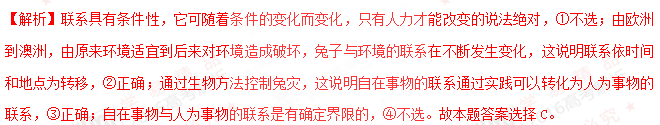 【解析】联系具有条件性，它可随着条件的变化而变化，只有人力才能改变的说法绝对，①不选；由欧洲
到澳洲，由原来环境适宜到后来对环境造成破坏，兔子与环境的联系在不断发生变化，这说明联系依时间
和地点为转移，②正确；通过生物方法控制兔灾，这说明自在事物的联系通过实践可以转化为人为事物的
联系，③正确；自在事物与人为事物的联系是有确定界限的，④不选。故本题答案选择 C。